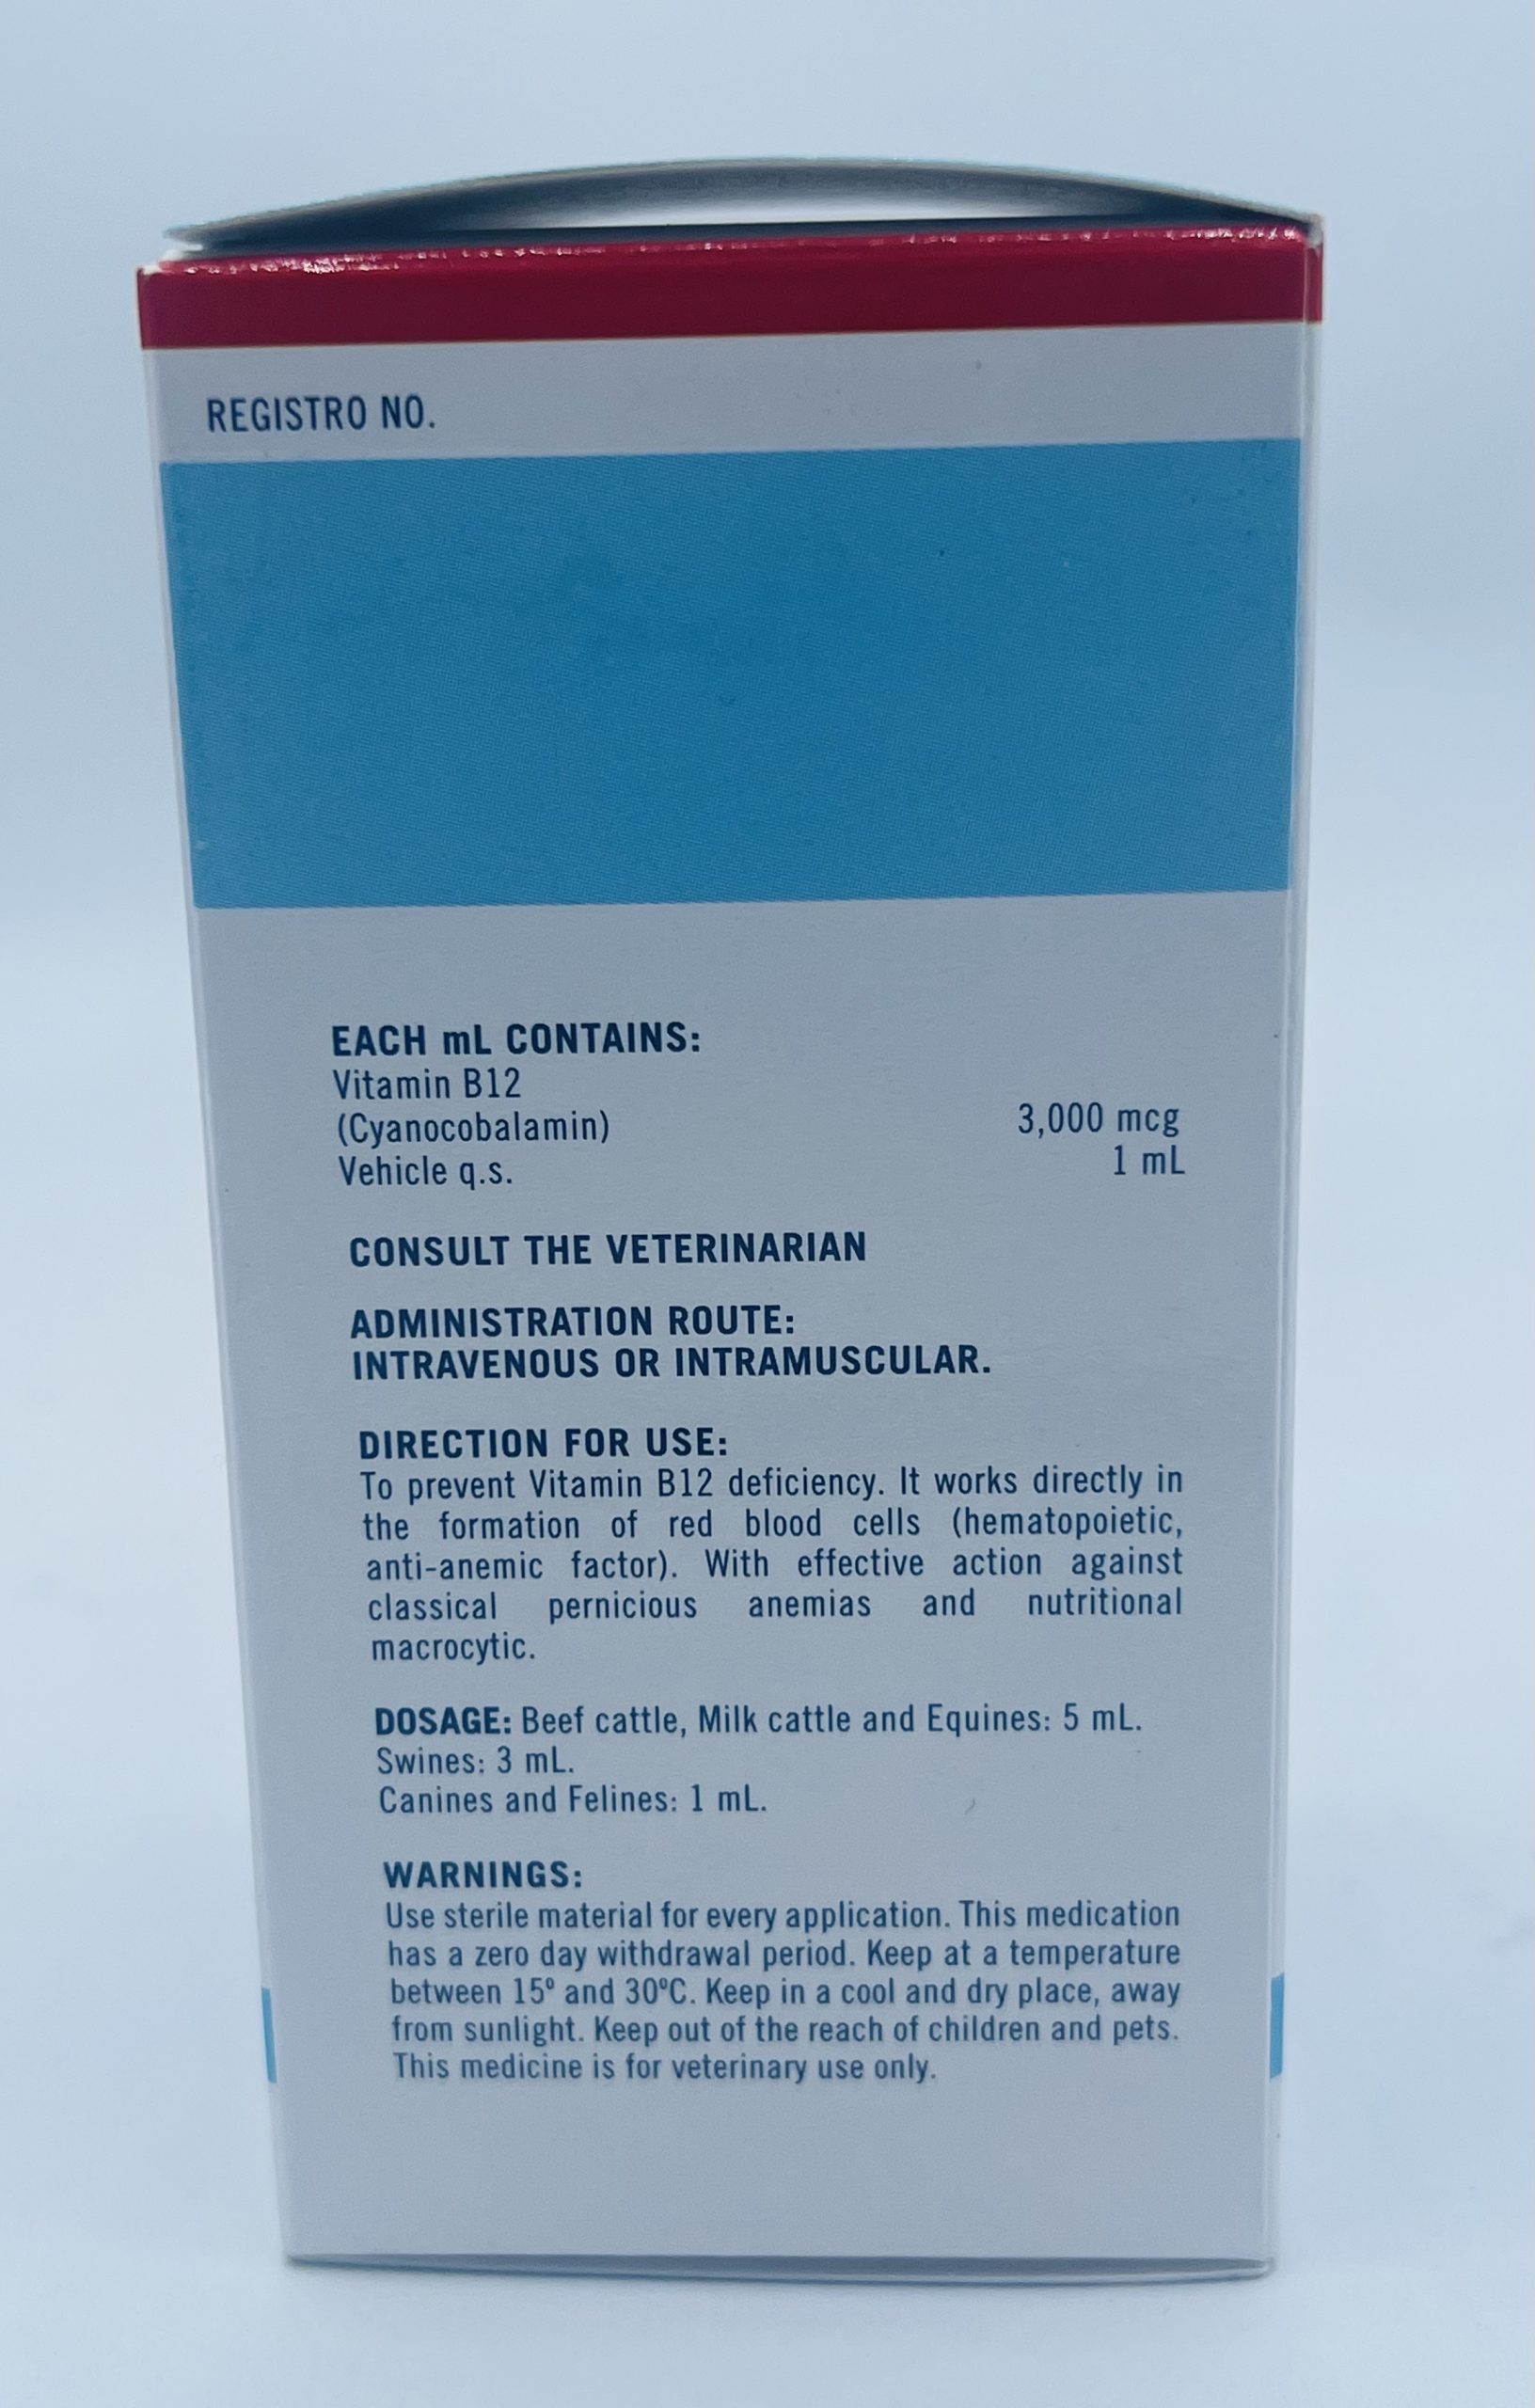 REGISTRO NO.
EACH mL CONTAINS:
Vitamin B12
(Cyanocobalamin) 3,000 mcg
Vehicle q.s. 1 mL
CONSULT THE VETERINARIAN
ADMINISTRATION ROUTE:
INTRAVENOUS OR INTRAMUSCULAR.
DIRECTION FOR USE:
To prevent Vitamin B12 deficiency. It works directly in
the formation of red blood cells (hematopoietic,
anti-anemic factor). With effective action against
classical pernicious anemias and nutritional
macrocytic.
DOSAGE: Beef cattle, Milk cattle and Equines: 5 mL.
Swines: 3 mL.
Canines and Felines: 1 mL.
WARNINGS:
Use sterile material for every application. This medication
has a zero day withdrawal period. Keep at a temperature
between 15º and 30ºC. Keep in a cool and dry place, away
from sunlight. Keep out of the reach of children and pets.
This medicine is for veterinary use only.